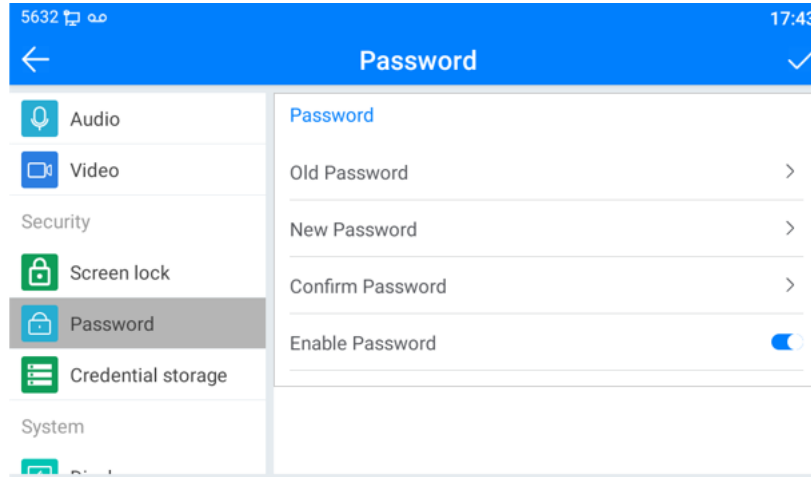 5632
17:43
Password
Audio
Video
Security
Screen lock
Password
Credential storage
System
Password
Old Password
New Password
Confirm Password
Enable Password